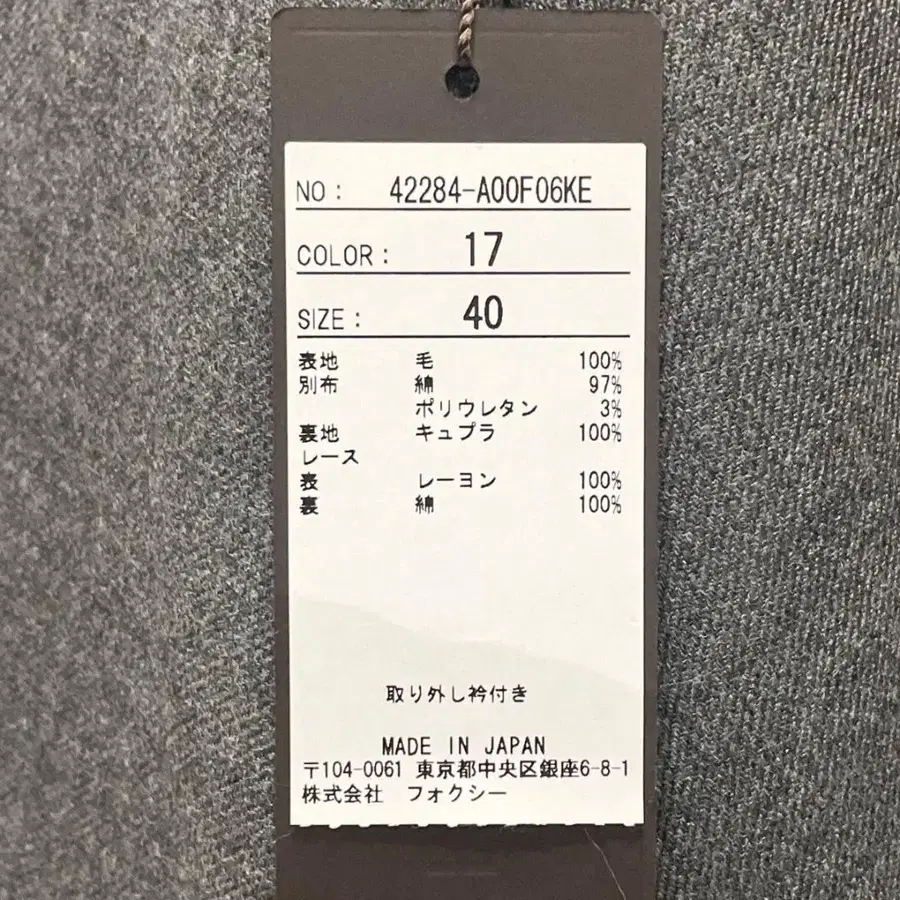 NO : 42284-A00F06KE
COLOR : 17
SIZE : 40
表地 毛 100%
別布 綿 97%
ポリウレタン 3%
裏地 キュプラ 100%
レース
表 レーヨン 100%
裏 綿 100%
取り外し衿付き
MADE IN JAPAN
〒104-0061 東京都中央区銀座6-8-1
株式会社 フォクシー